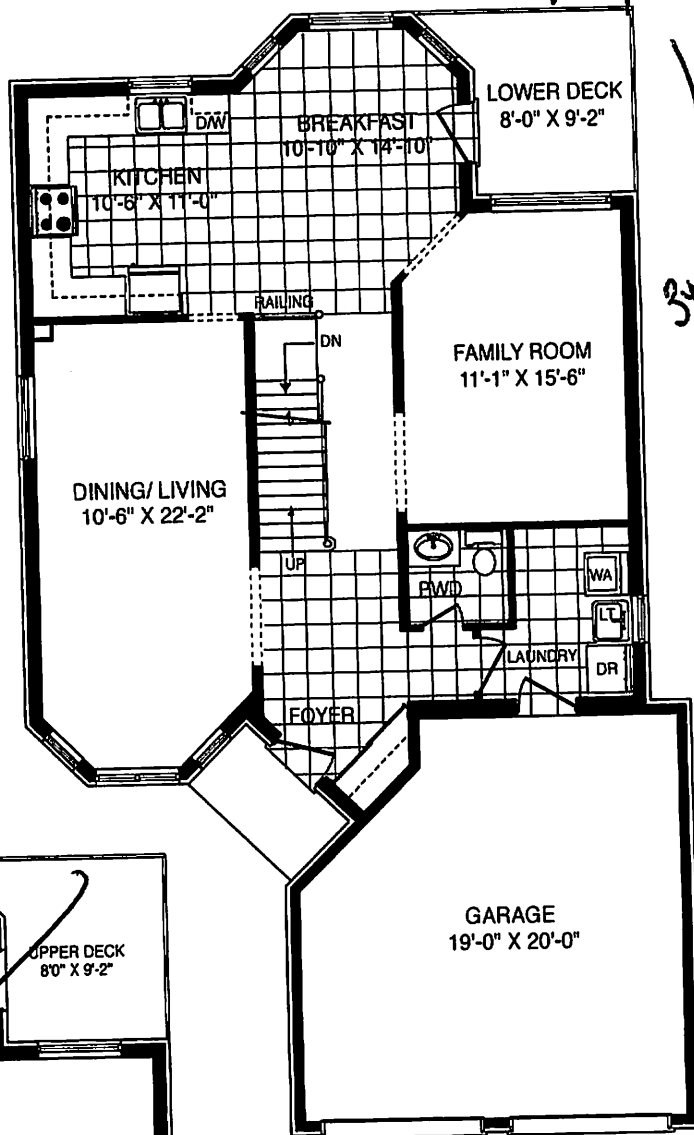 LOWER DECK
8'-0" X 9'-2"
D/W
BREAKFAST
10'-10" X 14'-10"
KITCHEN
10'-6" X 11'-0"
RAILING
DN
FAMILY ROOM
11'-1" X 15'-6"
DINING/ LIVING
10'-6" X 22'-2"
UP
PWD
WA
LT
LAUNDRY
DR
FOYER
GARAGE
19'-0" X 20'-0"
UPPER DECK
8'0" X 9'-2"